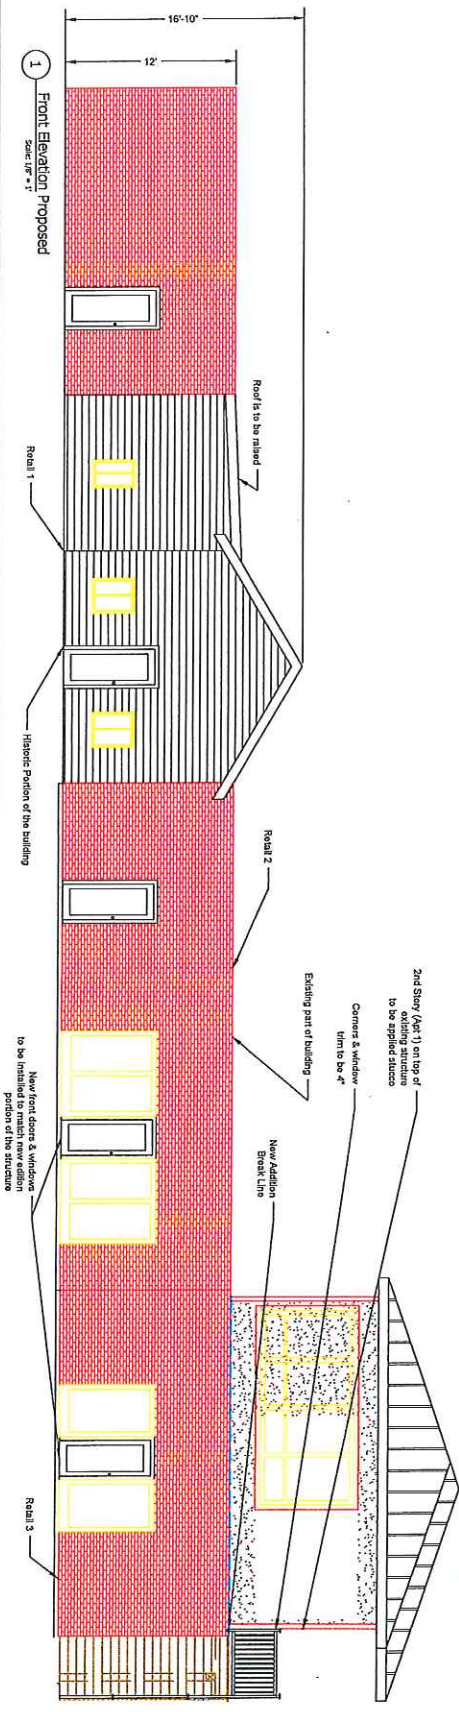 16'-10"
12'
1
Front Elevation Proposed
Scale: 1/8" = 1'
Roof is to be raised
Retail 1
Historic Portion of the building
Retail 2
Existing part of building
2nd Story (Apt 1) on top of
existing structure
to be applied stucco
Corners & window
trim to be 4"
New Addition
Break Line
New front doors & windows
to be installed to match new edition
portion of the structure
Retail 3